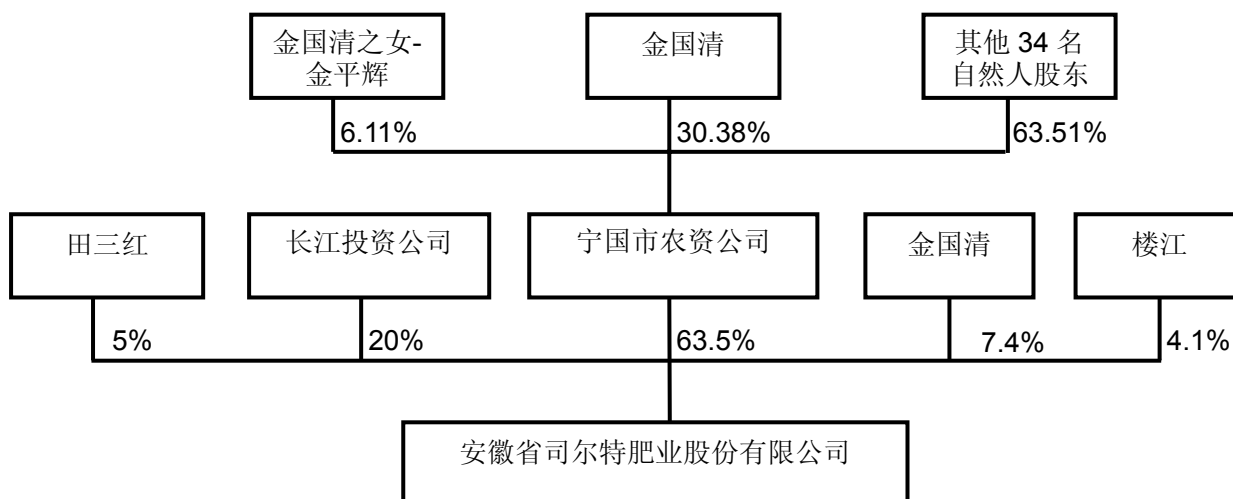 金国清之女-
金平辉
金国清
其他 34 名
自然人股东
6.11%
30.38%
63.51%
田三红
长江投资公司
宁国市农资公司
金国清
楼江
5%
20%
63.5%
7.4%
4.1%
安徽省司尔特肥业股份有限公司